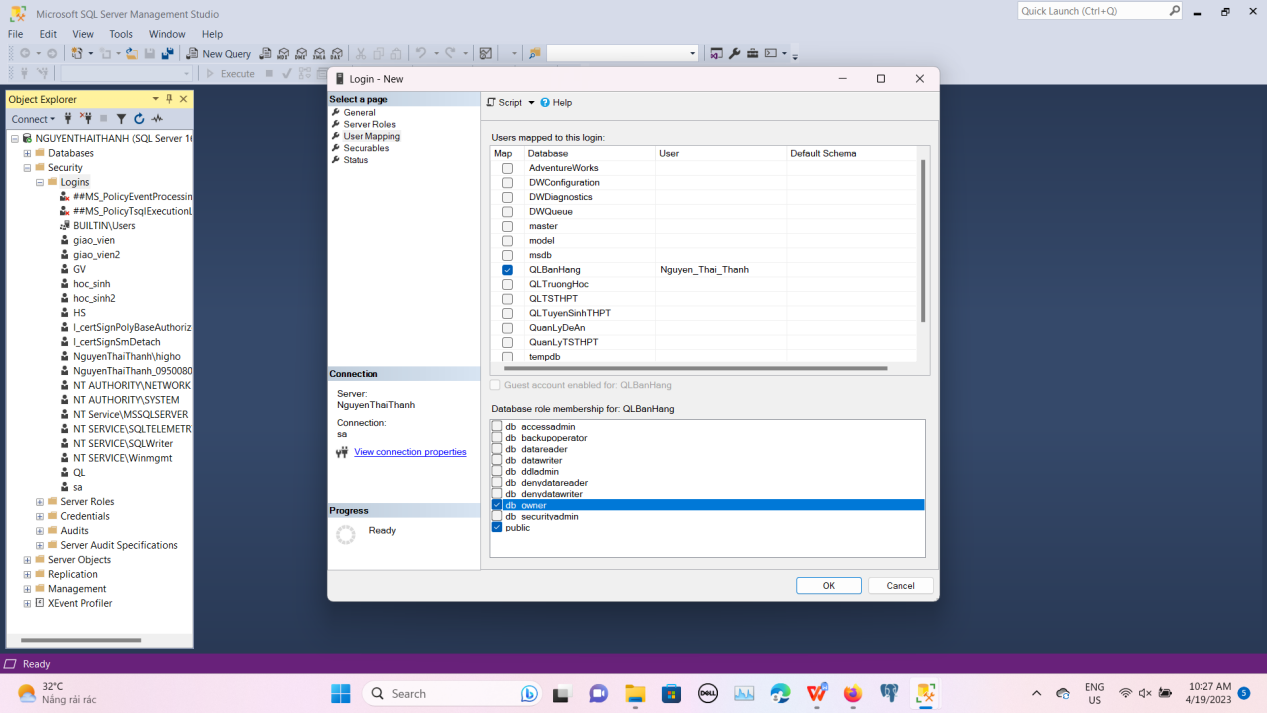 Microsoft SQL Server Management Studio
Quick Launch (Ctrl+Q)
File Edit View Tools Window Help
New Query
Execute
Object Explorer
Connect
NGUYENTHAITHANH (SQL Server 16
Databases
Security
Logins
##MS_PolicyEventProcessin
##MS_PolicyTsqlExecutionL
BUILTIN\Users
giao_vien
giao_vien2
GV
hoc_sinh
hoc_sinh2
HS
I_certSignPolyBaseAuthoriz
I_certSignSmDetach
NguyenThaiThanh\higho
NguyenThaiThanh_0950080
NT AUTHORITY\NETWORK
NT AUTHORITY\SYSTEM
NT Service\MSSQLSERVER
NT SERVICE\SQLTELEMETR
NT SERVICE\SQLWriter
NT SERVICE\Winmgmt
QL
sa
Server Roles
Credentials
Audits
Server Audit Specifications
Server Objects
Replication
Management
XEvent Profiler
Login - New
Select a page
General
Server Roles
User Mapping
Securables
Status
Connection
Server:
NguyenThaiThanh
Connection:
sa
View connection properties
Progress
Ready
Script Help
Users mapped to this login:
Map Database User Default Schema
AdventureWorks
DWConfiguration
DWDiagnostics
DWQueue
master
model
msdb
QLBanHang Nguyen_Thai_Thanh
QLTruongHoc
QLTSTHPT
QLTuyenSinhTHPT
QuanLyDeAn
QuanLyTSTHPT
tempdb
Guest account enabled for: QLBanHang
Database role membership for: QLBanHang
db_accessadmin
db_backupoperator
db_datareader
db_datawriter
db_ddladmin
db_denydatareader
db_denydatawriter
db_owner
db_securityadmin
public
OK Cancel
Ready
32°C
Nắng rải rác
Search
DELL
ENG
US
10:27 AM
4/19/2023
5